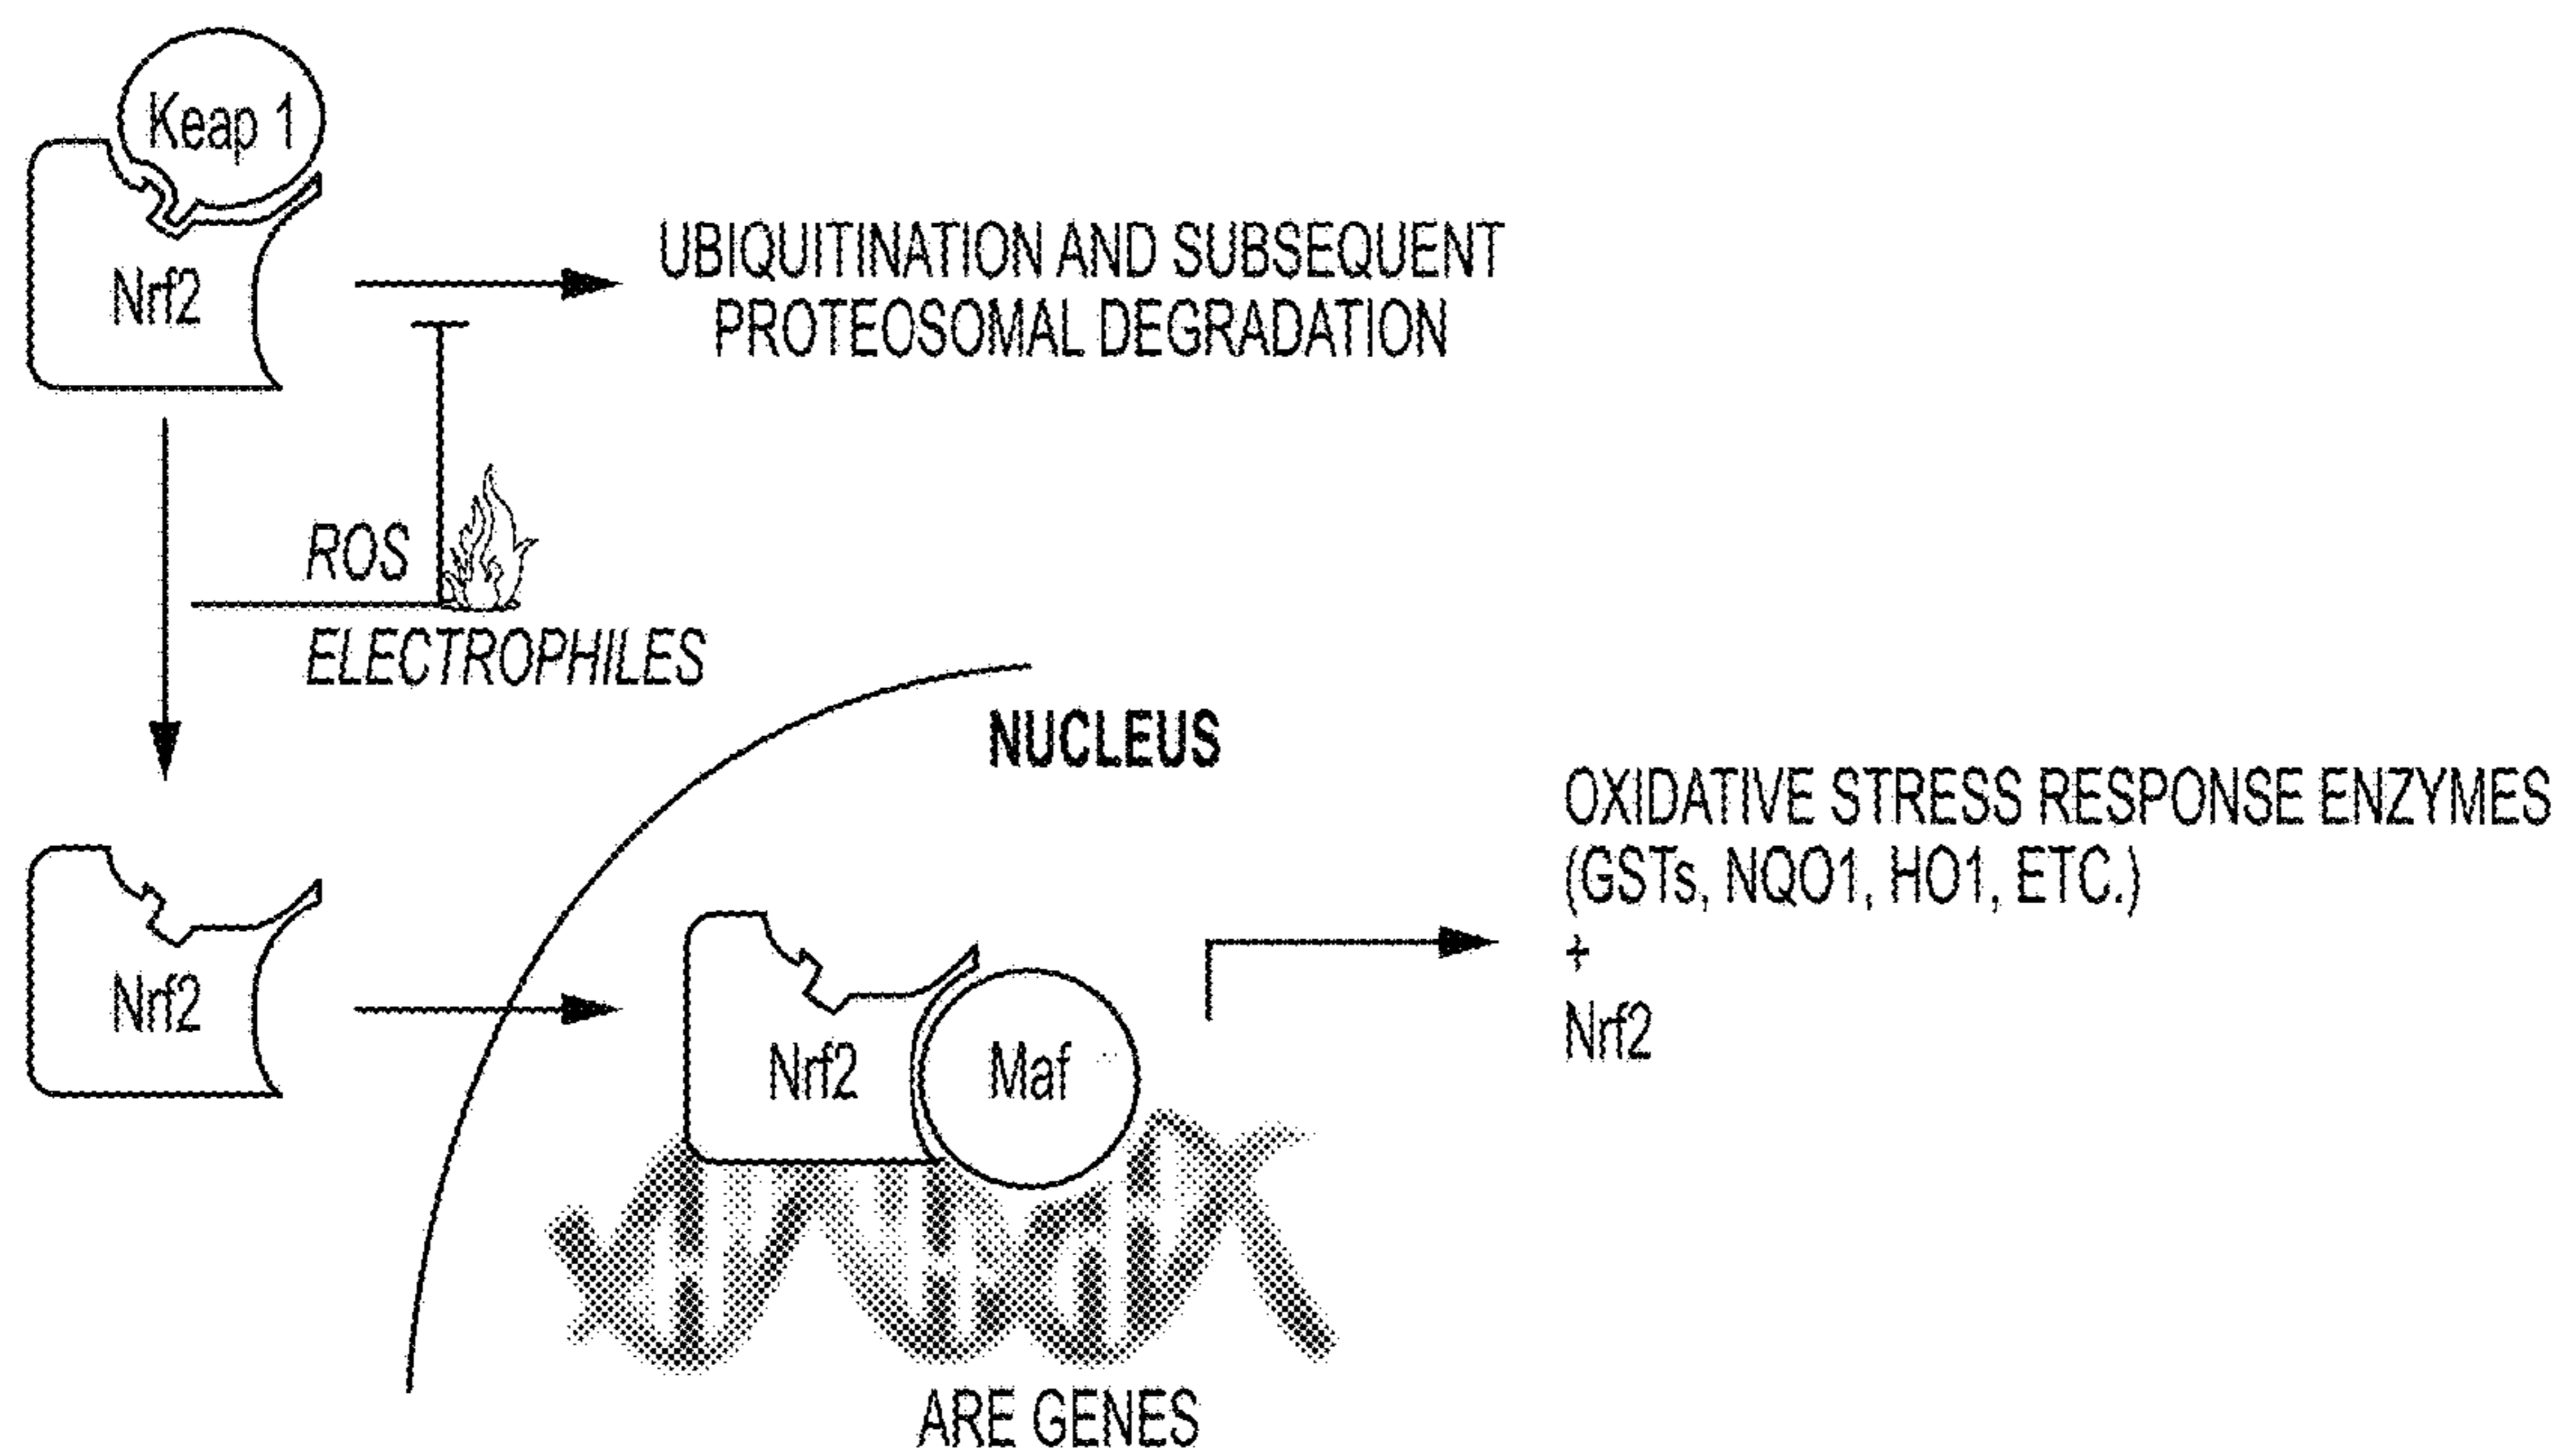 Keap 1
Nrf2
UBIQUITINATION AND SUBSEQUENT
PROTEOSOMAL DEGRADATION
ROS
ELECTROPHILES
NUCLEUS
OXIDATIVE STRESS RESPONSE ENZYMES
(GSTs, NQO1, HO1, ETC.)
+
Nrf2
Nrf2
Nrf2
Maf
ARE GENES